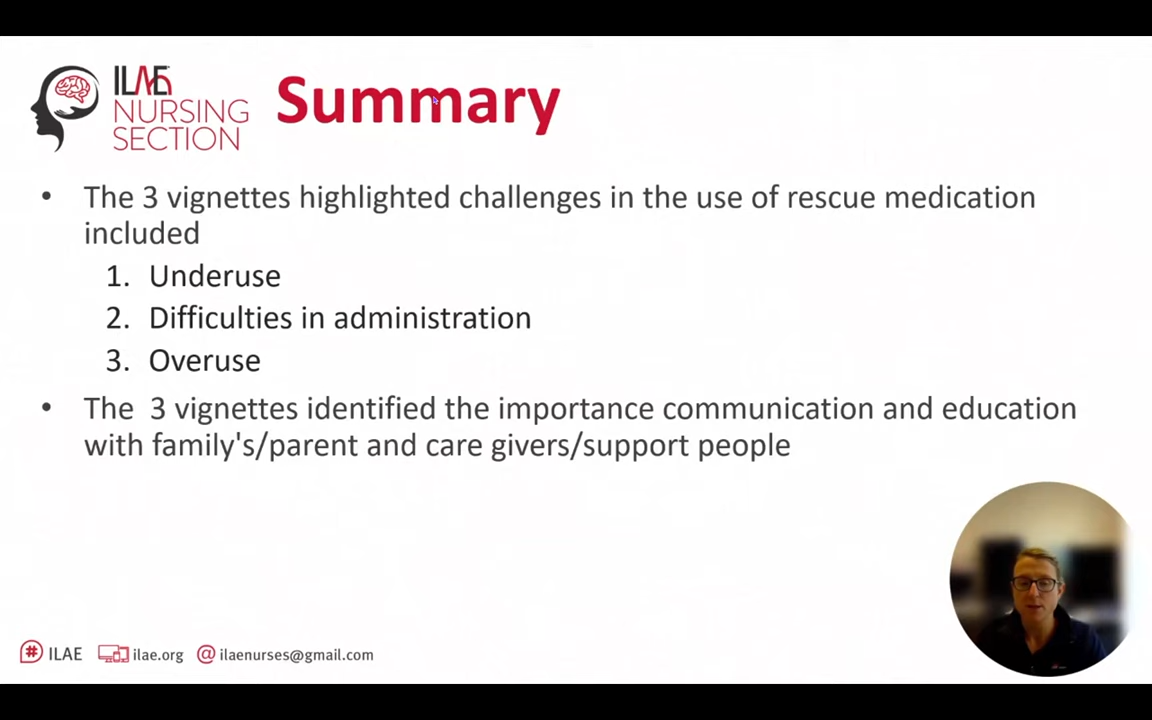 ILAE
NURSING
SECTION
Summary
• The 3 vignettes highlighted challenges in the use of rescue medication
included
1. Underuse
2. Difficulties in administration
3. Overuse
• The 3 vignettes identified the importance communication and education
with family's/parent and care givers/support people
# ILAE ilae.org @ ilaenurses@gmail.com